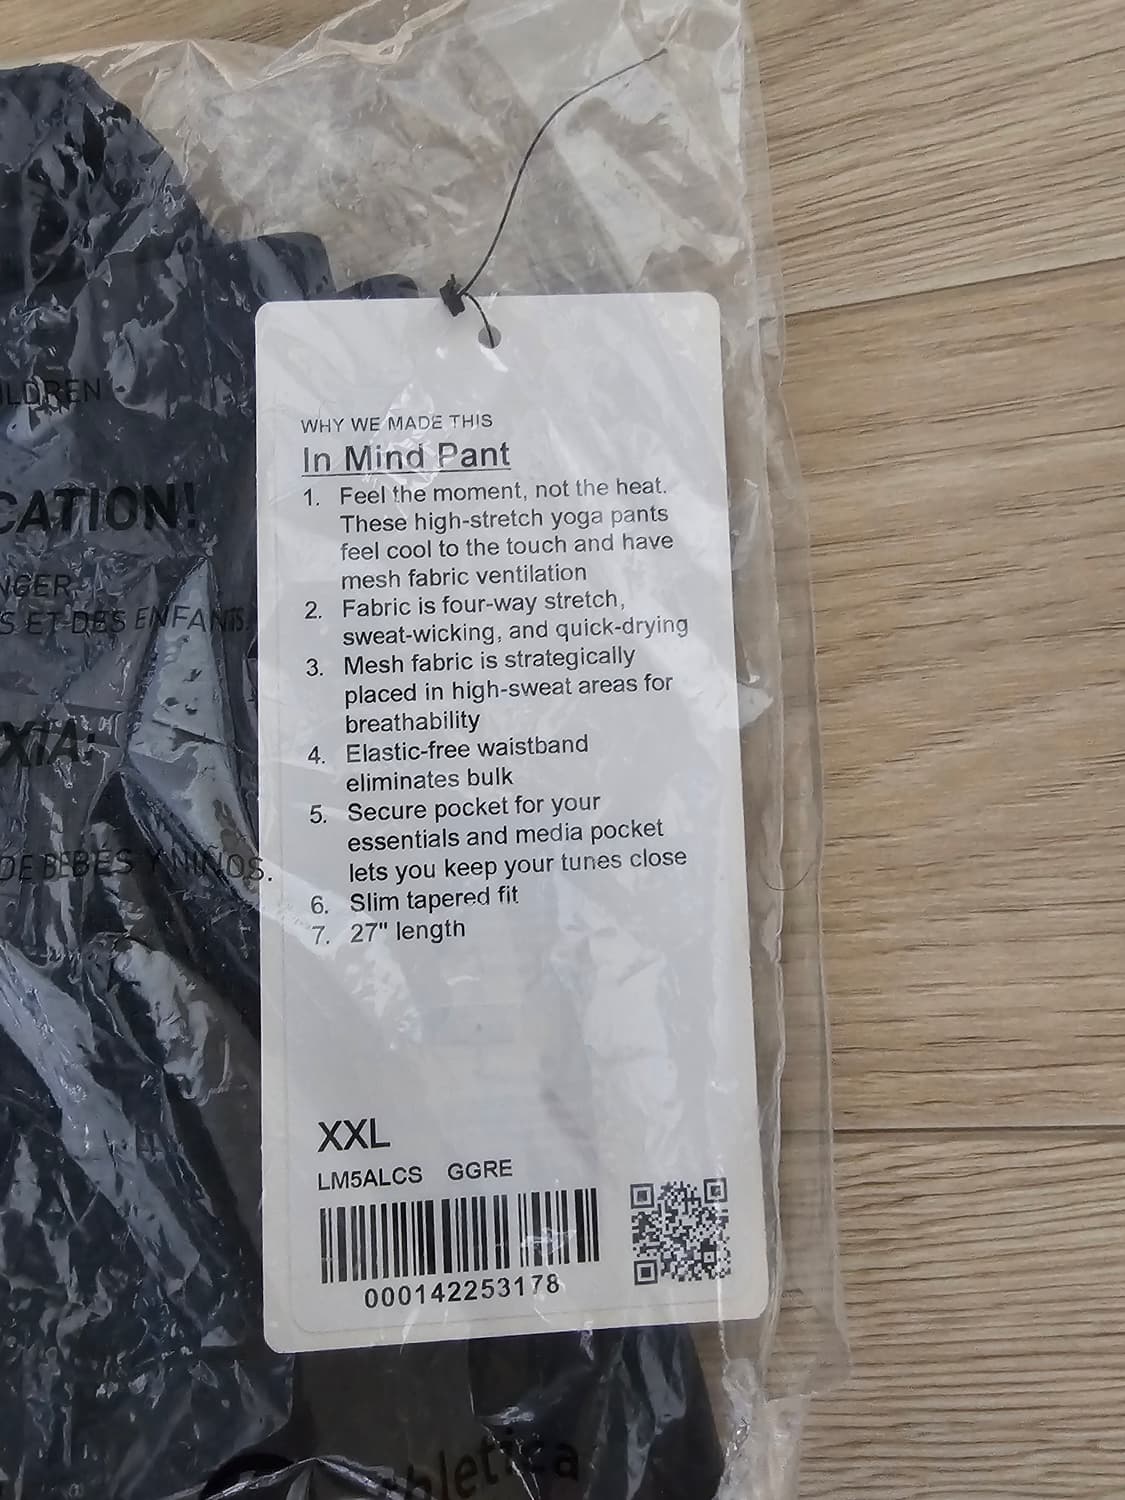 WHY WE MADE THIS
In Mind Pant
1. Feel the moment, not the heat.
These high-stretch yoga pants
feel cool to the touch and have
mesh fabric ventilation
2. Fabric is four-way stretch,
sweat-wicking, and quick-drying
3. Mesh fabric is strategically
placed in high-sweat areas for
breathability
4. Elastic-free waistband
eliminates bulk
5. Secure pocket for your
essentials and media pocket
lets you keep your tunes close
6. Slim tapered fit
7. 27" length
XXL
LM5ALCS GGRE
000142253178
ILDREN
CATION!
NGER
S ET DES ENFANTS.
XIA:
DE BEBÉS Y NIÑOS.
hletica